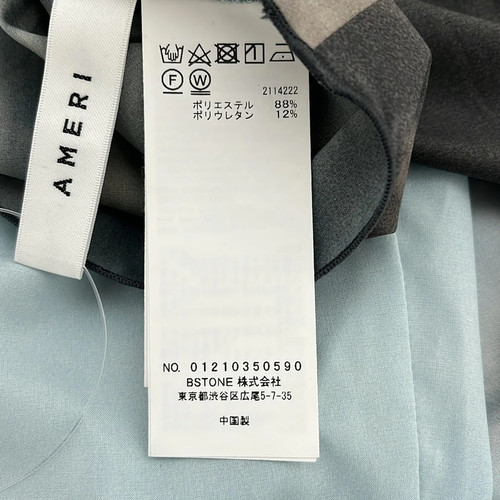 AMERI
F W
2114222
ポリエステル 88%
ポリウレタン 12%
NO. 01210350590
BSTONE 株式会社
東京都渋谷区広尾5-7-35
中国製